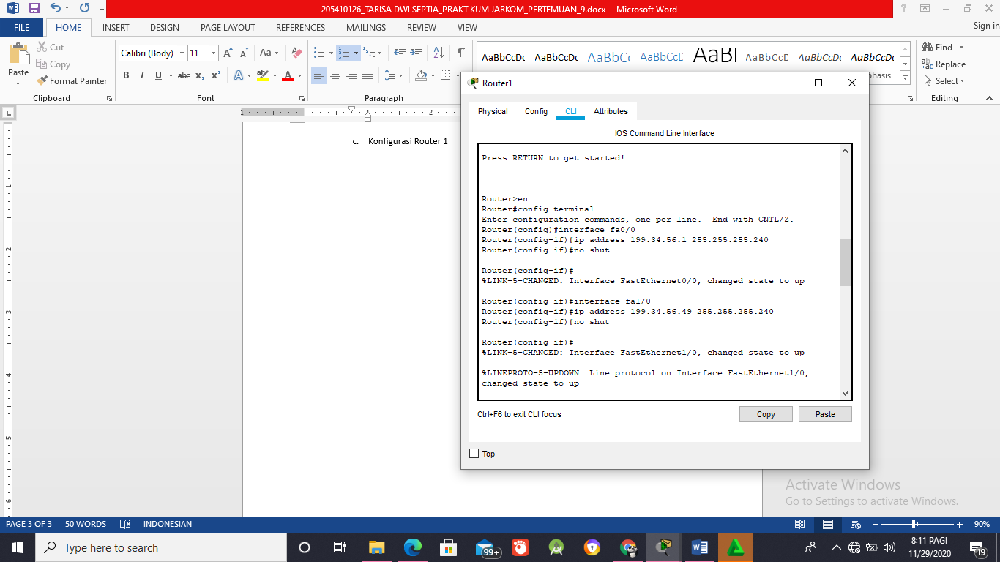 205410126_TARISA DWI SEPTIA_PRAKTIKUM JARKOM_PERTEMUAN_9.docx - Microsoft Word
FILE
HOME
INSERT
DESIGN
PAGE LAYOUT
REFERENCES
MAILINGS
REVIEW
VIEW
Sign in
Paste
Cut
Copy
Format Painter
Clipboard
Calibri (Body)
11
Font
Paragraph
AaBbCcDc
AaBbCcDc
AaBbCc
AaBbCcD
AaBl
AaBbCcD
AaBbCcDc
AaBbCcDc
Find
Replace
Select
Editing
c. Konfigurasi Router 1
Router1
Physical
Config
CLI
Attributes
IOS Command Line Interface
Press RETURN to get started!
Router>en
Router#config terminal
Enter configuration commands, one per line.  End with CNTL/Z.
Router(config)#interface fa0/0
Router(config-if)#ip address 199.34.56.1 255.255.255.240
Router(config-if)#no shut
Router(config-if)#
%LINK-5-CHANGED: Interface FastEthernet0/0, changed state to up
Router(config-if)#interface fa1/0
Router(config-if)#ip address 199.34.56.49 255.255.255.240
Router(config-if)#no shut
Router(config-if)#
%LINK-5-CHANGED: Interface FastEthernet1/0, changed state to up
%LINEPROTO-5-UPDOWN: Line protocol on Interface FastEthernet1/0,
changed state to up
Ctrl+F6 to exit CLI focus
Copy
Paste
Top
Activate Windows
Go to Settings to activate Windows.
PAGE 3 OF 3
50 WORDS
INDONESIAN
90%
Type here to search
99+
8:11 PAGI
11/29/2020
19